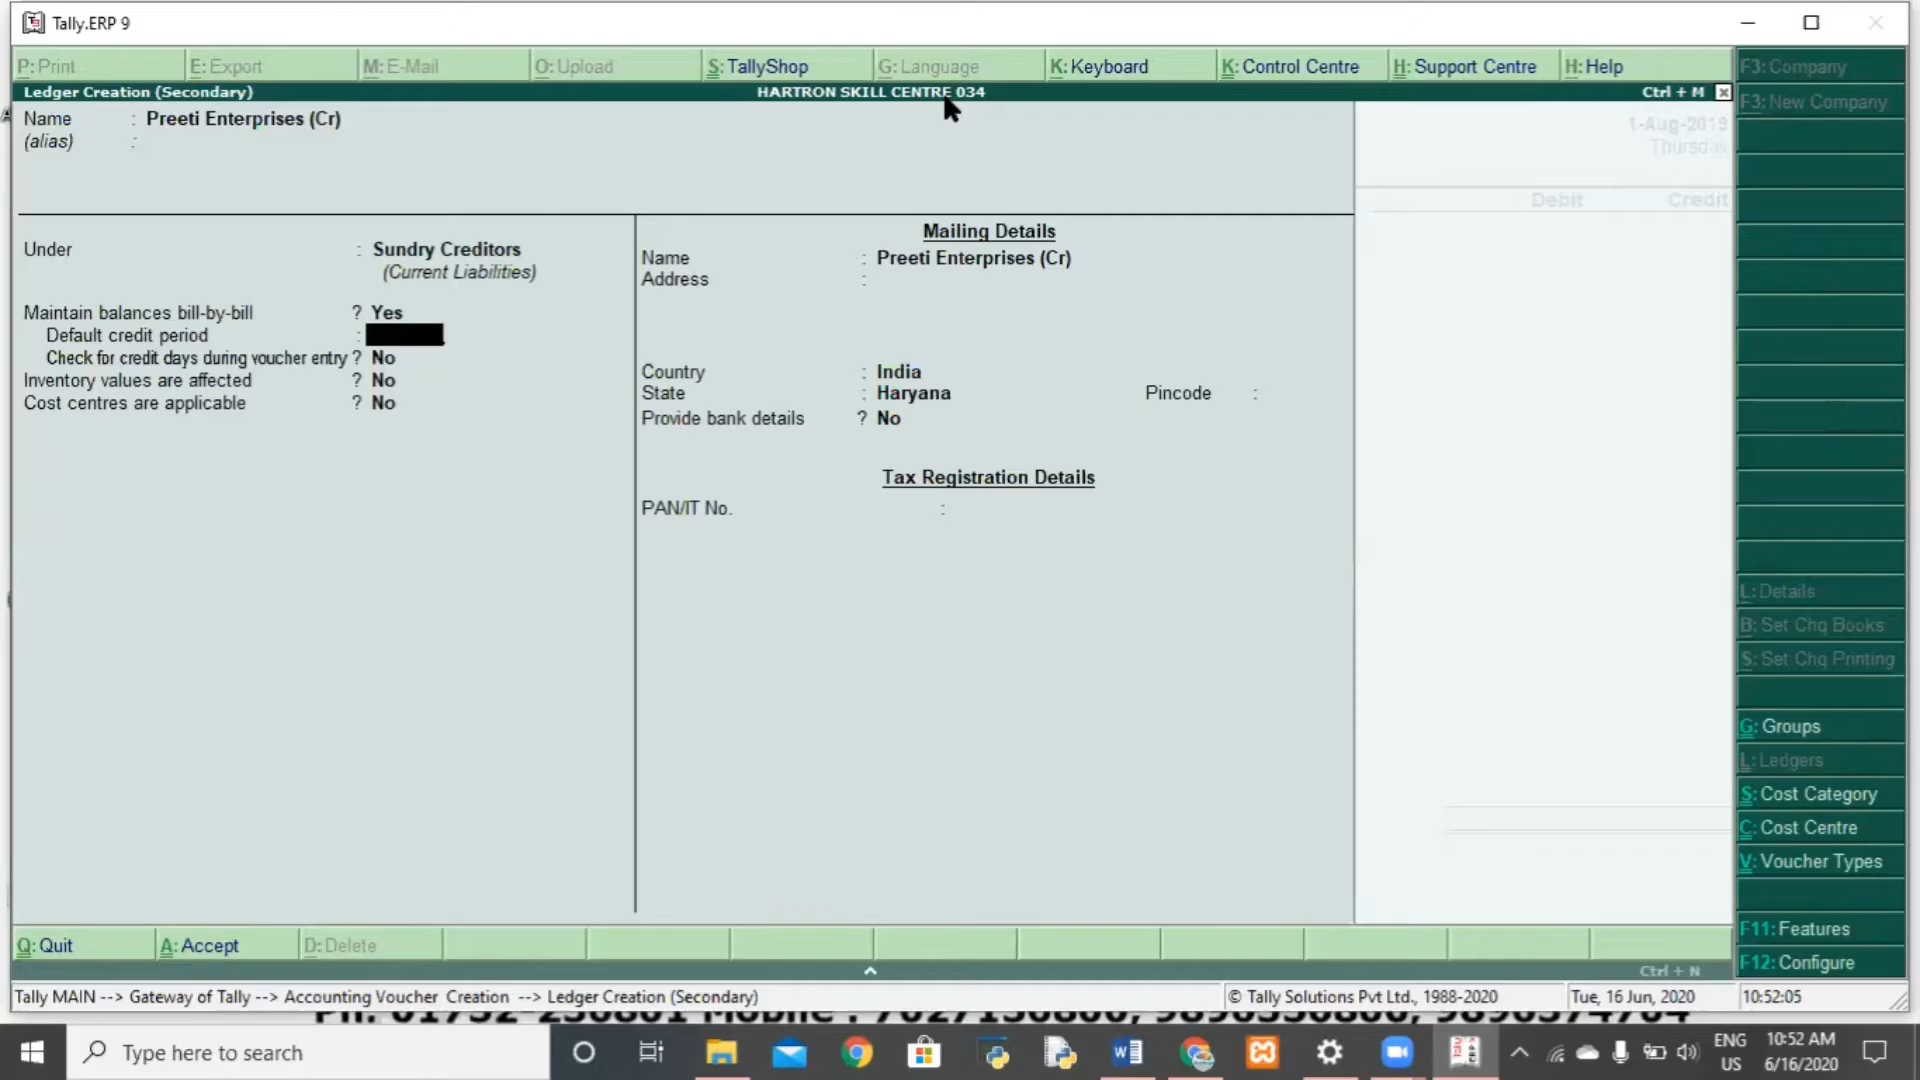 Tally.ERP 9
P: Print E: Export M: E-Mail O: Upload S: TallyShop G: Language K: Keyboard K: Control Centre H: Support Centre H: Help F3: Company
Ledger Creation (Secondary) HARTRON SKILL CENTRE 034 Ctrl + M
F3: New Company
Name : Preeti Enterprises (Cr)
(alias) :
1-Aug-2019
Thursday
Debit Credit
Under : Sundry Creditors
(Current Liabilities)
Maintain balances bill-by-bill ? Yes
Default credit period :
Check for credit days during voucher entry ? No
Inventory values are affected ? No
Cost centres are applicable ? No
Mailing Details
Name : Preeti Enterprises (Cr)
Address :
Country : India
State : Haryana Pincode :
Provide bank details ? No
Tax Registration Details
PAN/IT No. :
L: Details
B: Set Chq Books
S: Set Chq Printing
G: Groups
L: Ledgers
S: Cost Category
C: Cost Centre
V: Voucher Types
F11: Features
F12: Configure
Q: Quit A: Accept D: Delete
Ctrl + N
Tally MAIN --> Gateway of Tally --> Accounting Voucher Creation --> Ledger Creation (Secondary) © Tally Solutions Pvt Ltd., 1988-2020 Tue, 16 Jun, 2020 10:52:05
Type here to search
ENG
US
10:52 AM
6/16/2020